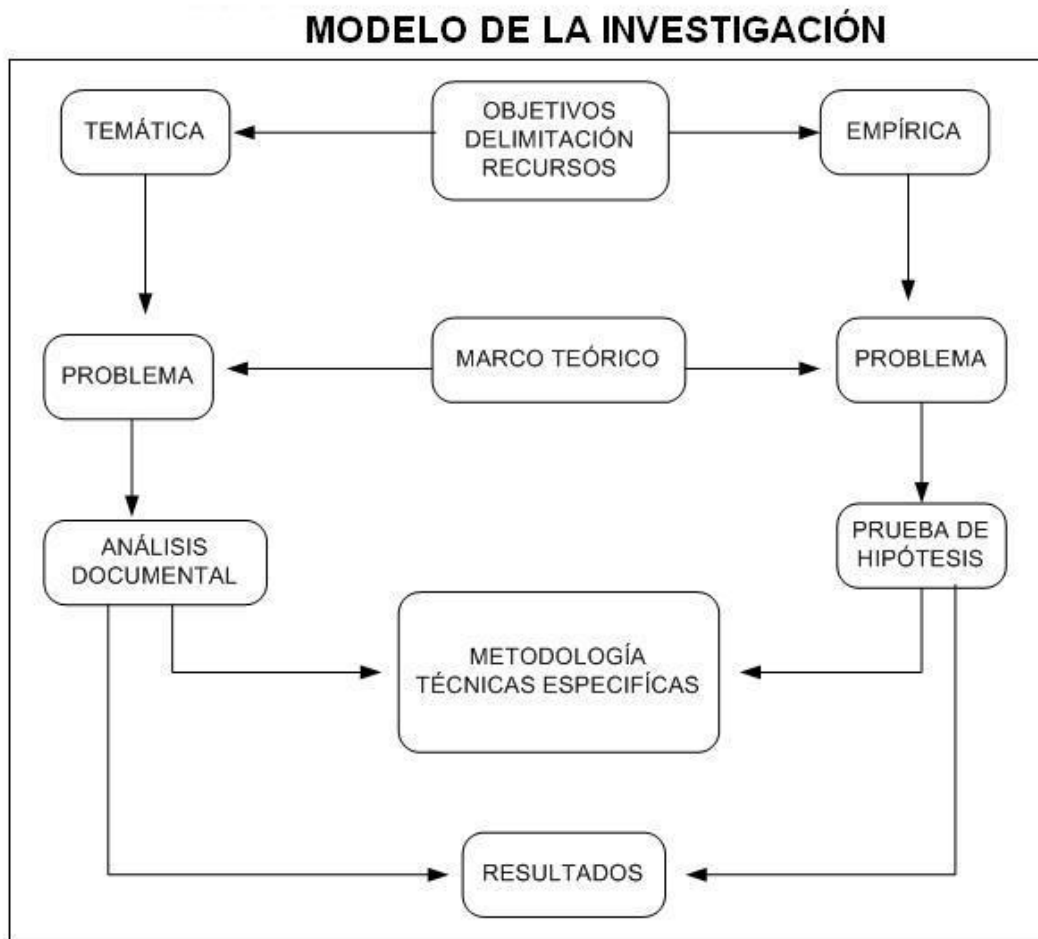 MODELO DE LA INVESTIGACIÓN
TEMÁTICA
OBJETIVOS
DELIMITACIÓN
RECURSOS
EMPÍRICA
PROBLEMA
MARCO TEÓRICO
PROBLEMA
ANÁLISIS
DOCUMENTAL
PRUEBA DE
HIPÓTESIS
METODOLOGÍA
TÉCNICAS ESPECIFÍCAS
RESULTADOS